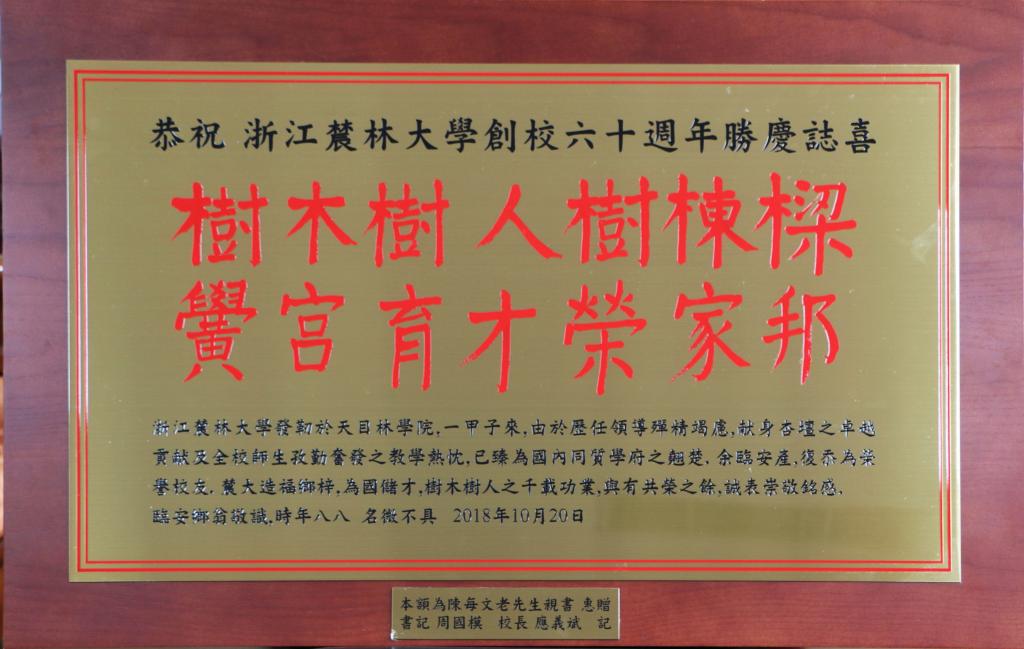 恭祝 浙江蓑林大學創校六十週年勝慶誌喜
樹木樹人樹棟樑
黌宮育才榮家邦
浙江蓑林大學發軔於天目林學院,一甲子來,由於歷任領導殫精竭慮,献身杏壇之卓越
貢献及全校師生孜勤奮發之教學熱忱,已臻為國內同質學府之翹楚.余臨安產,復忝為榮
譽校友.蓑大造福鄉梓,為國儲才,樹木樹人之千載功業,與有共榮之餘,誠表崇敬銘感.
臨安鄉翁敬識,時年八八 名微不具 2018年10月20日
本額為陳每文老先生親書 惠贈
書記 周國模 校長 應義斌 記